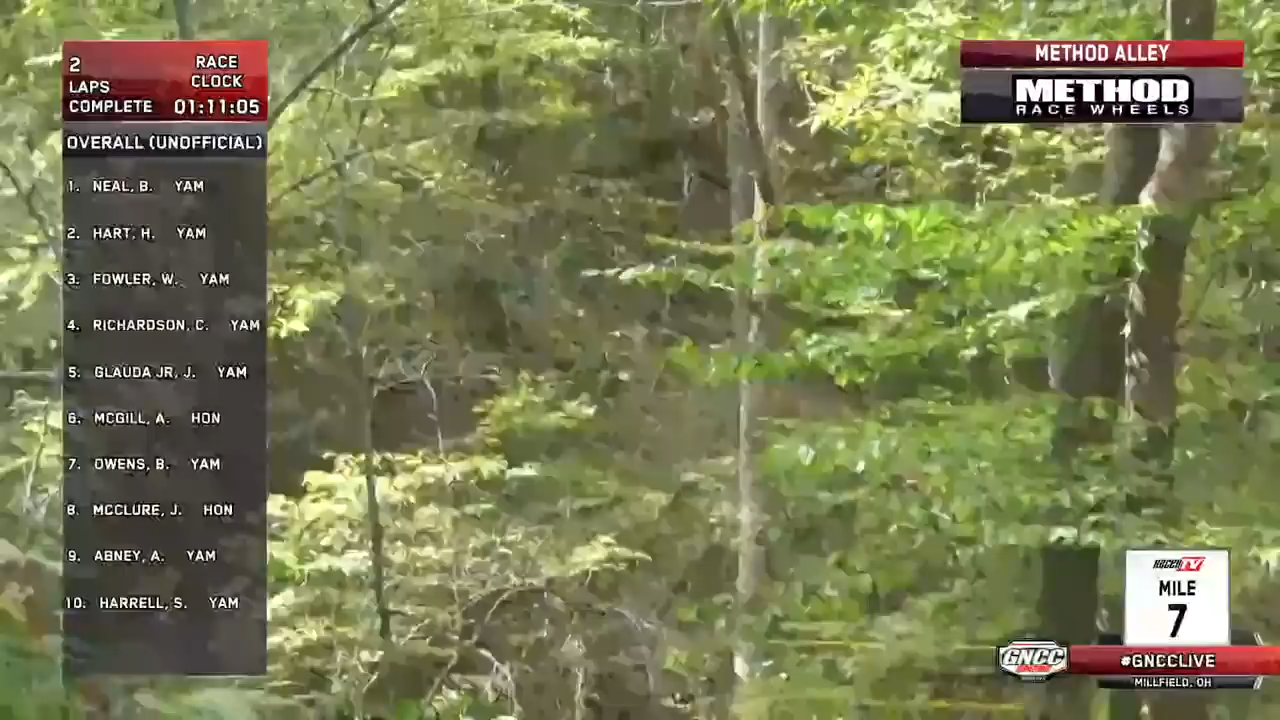 2
LAPS
COMPLETE
RACE
CLOCK
01:11:05
OVERALL (UNOFFICIAL)
1. NEAL, B. YAM
2. HART, H. YAM
3. FOWLER, W. YAM
4. RICHARDSON, C. YAM
5. GLAUDA JR, J. YAM
6. MCGILL, A. HON
7. OWENS, B. YAM
8. MCCLURE, J. HON
9. ABNEY, A. YAM
10. HARRELL, S. YAM
METHOD ALLEY
METHOD
RACE WHEELS
RACER TV
MILE
7
GNCC
#GNCCLIVE
MILLFIELD, OH